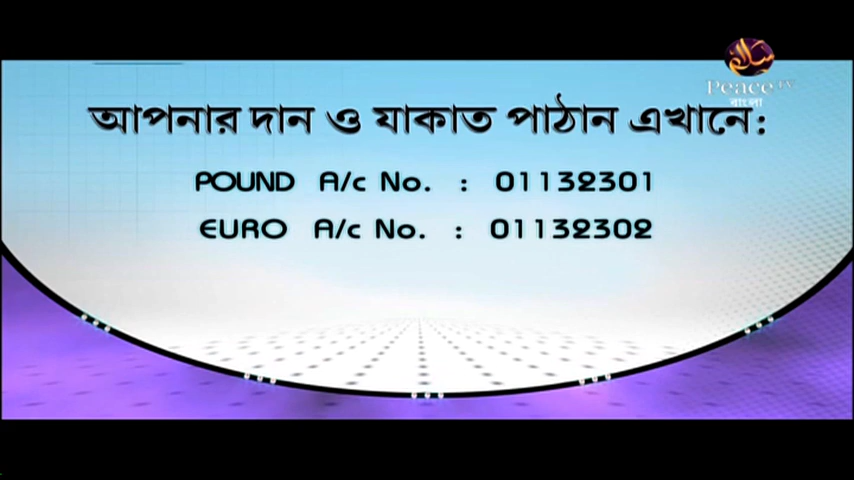 Peace TV
বাংলা
আপনার দান ও যাকাত পাঠান এখানে:
POUND A/c No. : 01132301
EURO A/c No. : 01132302